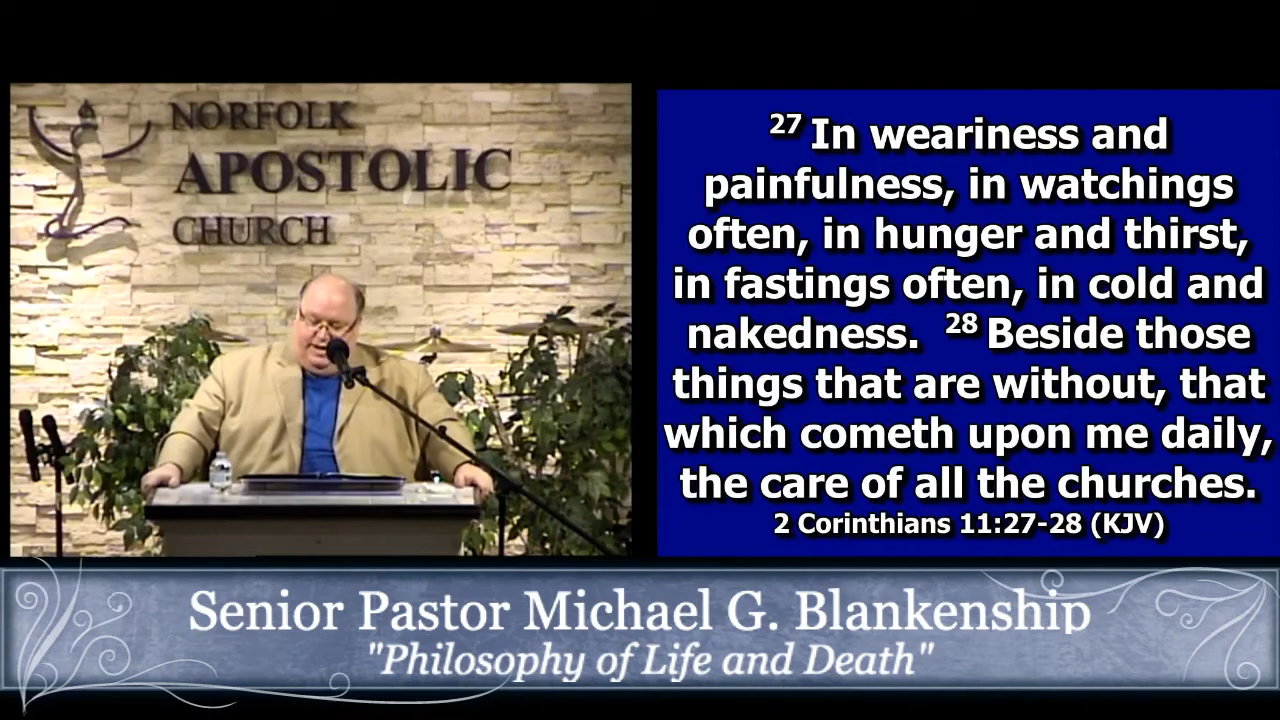 NORFOLK
APOSTOLIC
CHURCH
27 In weariness and
painfulness, in watchings
often, in hunger and thirst,
in fastings often, in cold and
nakedness.  28 Beside those
things that are without, that
which cometh upon me daily,
the care of all the churches.
2 Corinthians 11:27-28 (KJV)
Senior Pastor Michael G. Blankenship
"Philosophy of Life and Death"